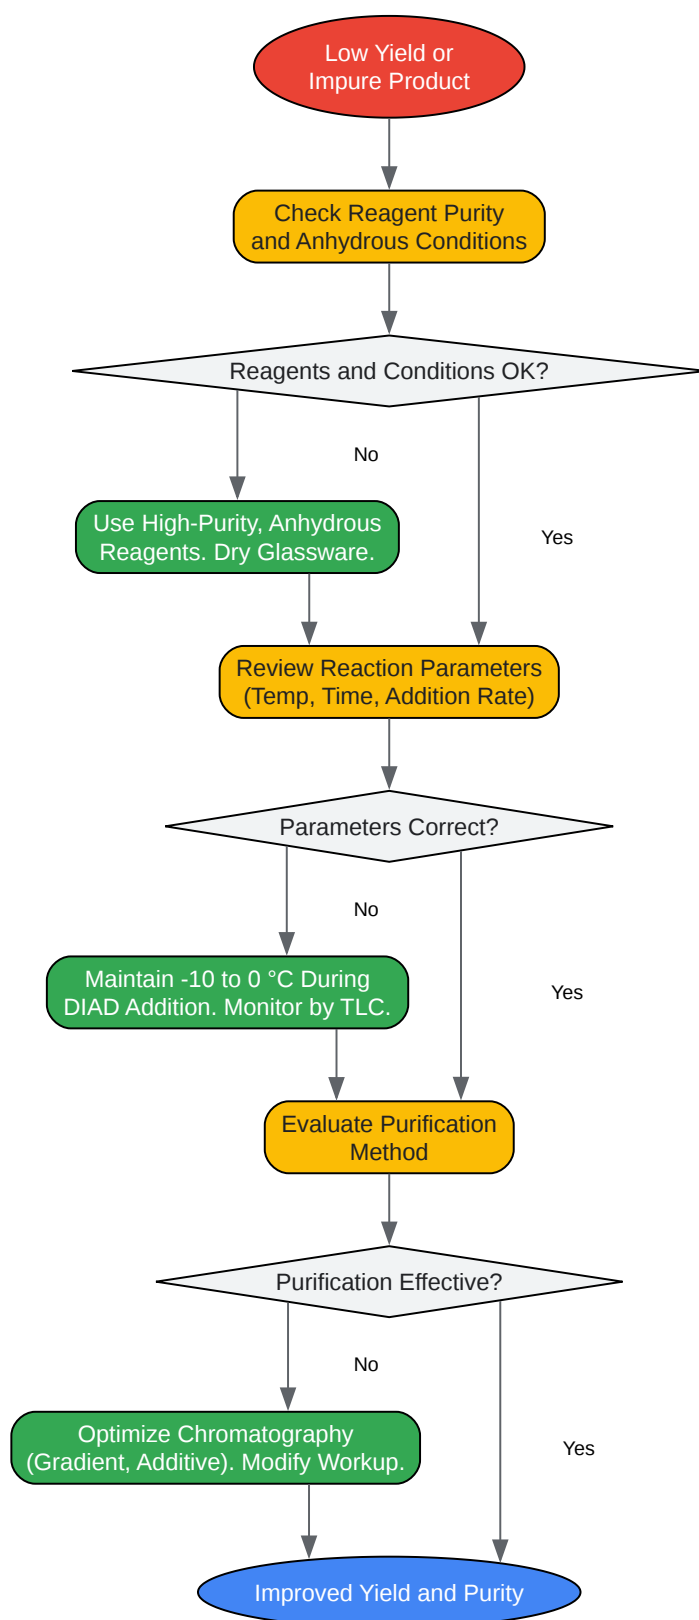 Low Yield or
Impure Product
Check Reagent Purity
and Anhydrous Conditions
Reagents and Conditions OK?
No
Use High-Purity, Anhydrous
Reagents. Dry Glassware.
Yes
Review Reaction Parameters
(Temp, Time, Addition Rate)
Parameters Correct?
No
Maintain -10 to 0 °C During
DIAD Addition. Monitor by TLC.
Yes
Evaluate Purification
Method
Purification Effective?
No
Optimize Chromatography
(Gradient, Additive). Modify Workup.
Yes
Improved Yield and Purity